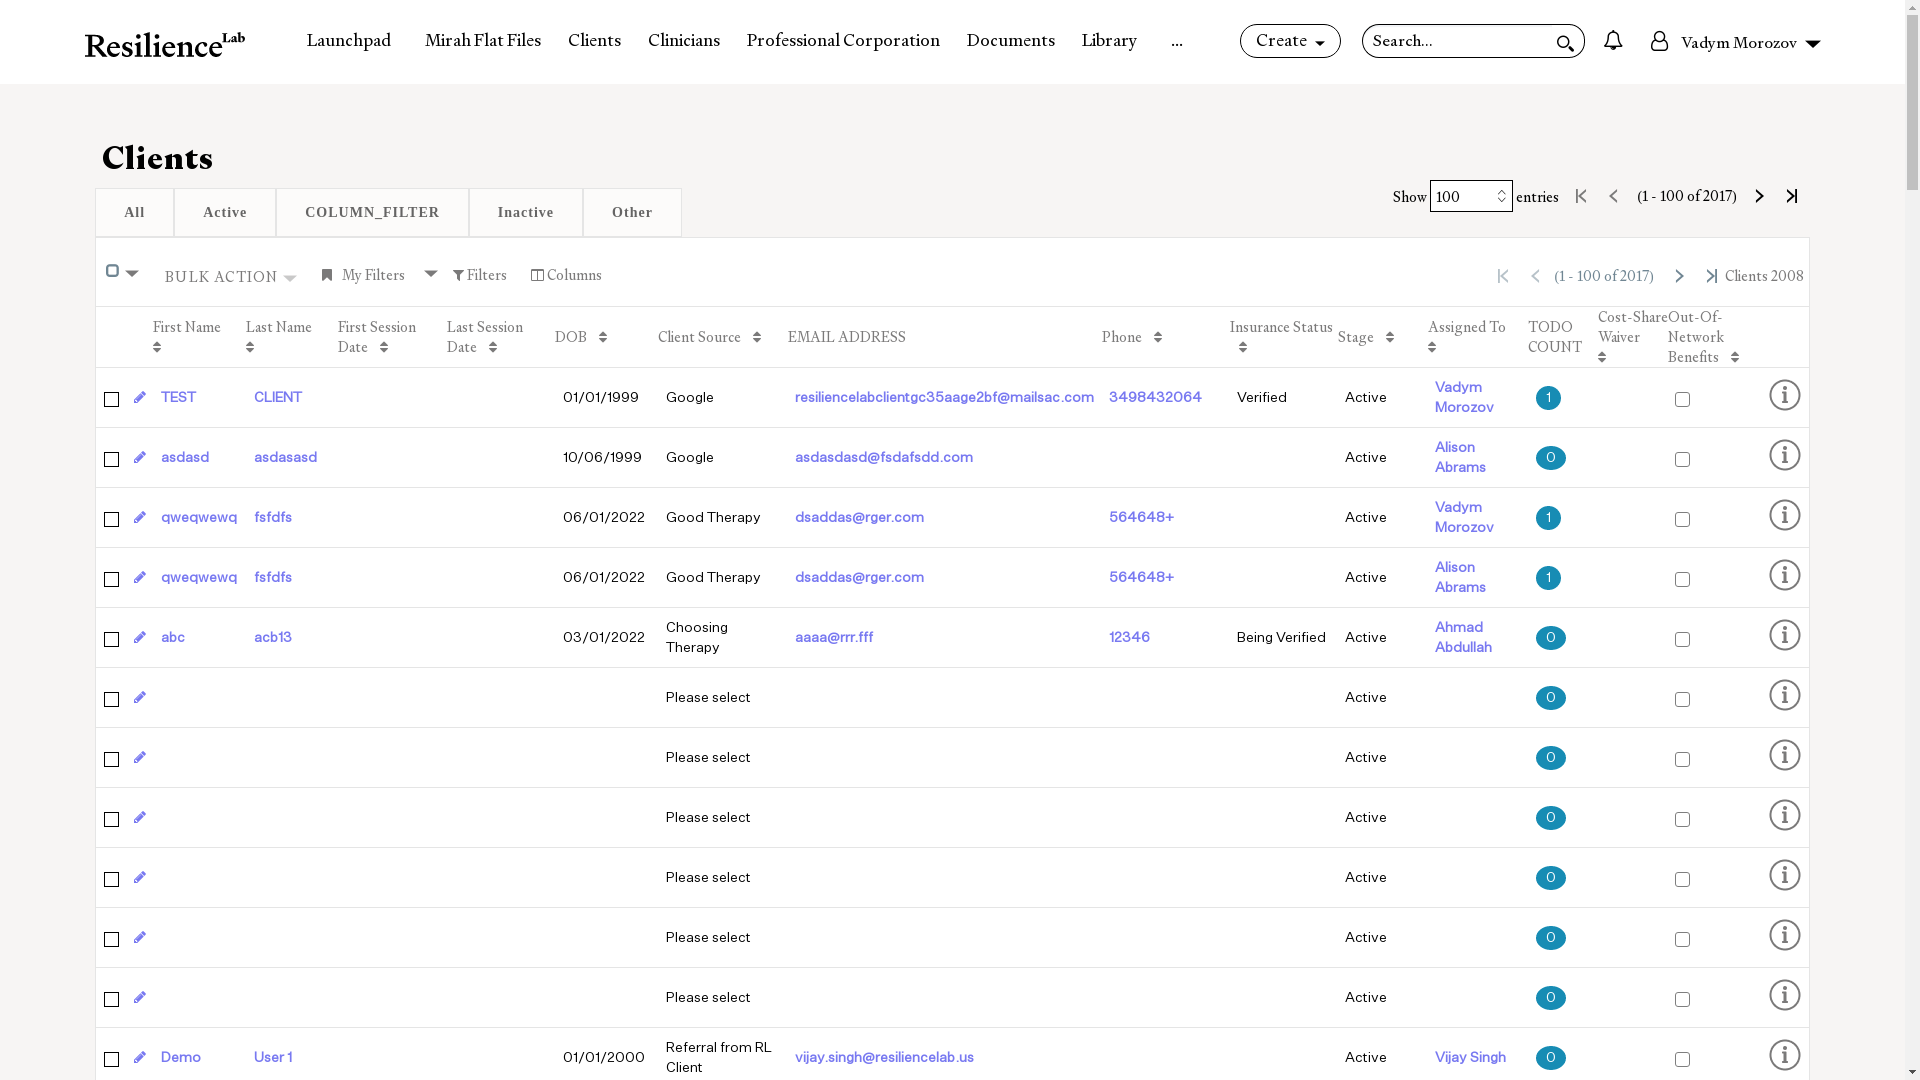 ResilienceLab Launchpad Mirah Flat Files Clients Clinicians Professional Corporation Documents Library ... Create Search... Vadym Morozov
Clients
All Active COLUMN_FILTER Inactive Other
Show 100 entries (1 - 100 of 2017)
BULK ACTION My Filters Filters Columns (1 - 100 of 2017) Clients 2008
First Name Last Name First Session Date Last Session Date DOB Client Source EMAIL ADDRESS Phone Insurance Status Stage Assigned To TODO COUNT Cost-Share Waiver Out-Of-Network Benefits
TEST CLIENT 01/01/1999 Google resiliencelabclientgc35aage2bf@mailsac.com 3498432064 Verified Active Vadym Morozov 1
asdasd asdasasd 10/06/1999 Google asdasdasd@fsdafsdd.com Active Alison Abrams 0
qweqwewq fsfdfs 06/01/2022 Good Therapy dsaddas@rger.com 564648+ Active Vadym Morozov 1
qweqwewq fsfdfs 06/01/2022 Good Therapy dsaddas@rger.com 564648+ Active Alison Abrams 1
abc acb13 03/01/2022 Choosing Therapy aaaa@rrr.fff 12346 Being Verified Active Ahmad Abdullah 0
Please select Active 0
Please select Active 0
Please select Active 0
Please select Active 0
Please select Active 0
Please select Active 0
Demo User 1 01/01/2000 Referral from RL Client vijay.singh@resiliencelab.us Active Vijay Singh 0